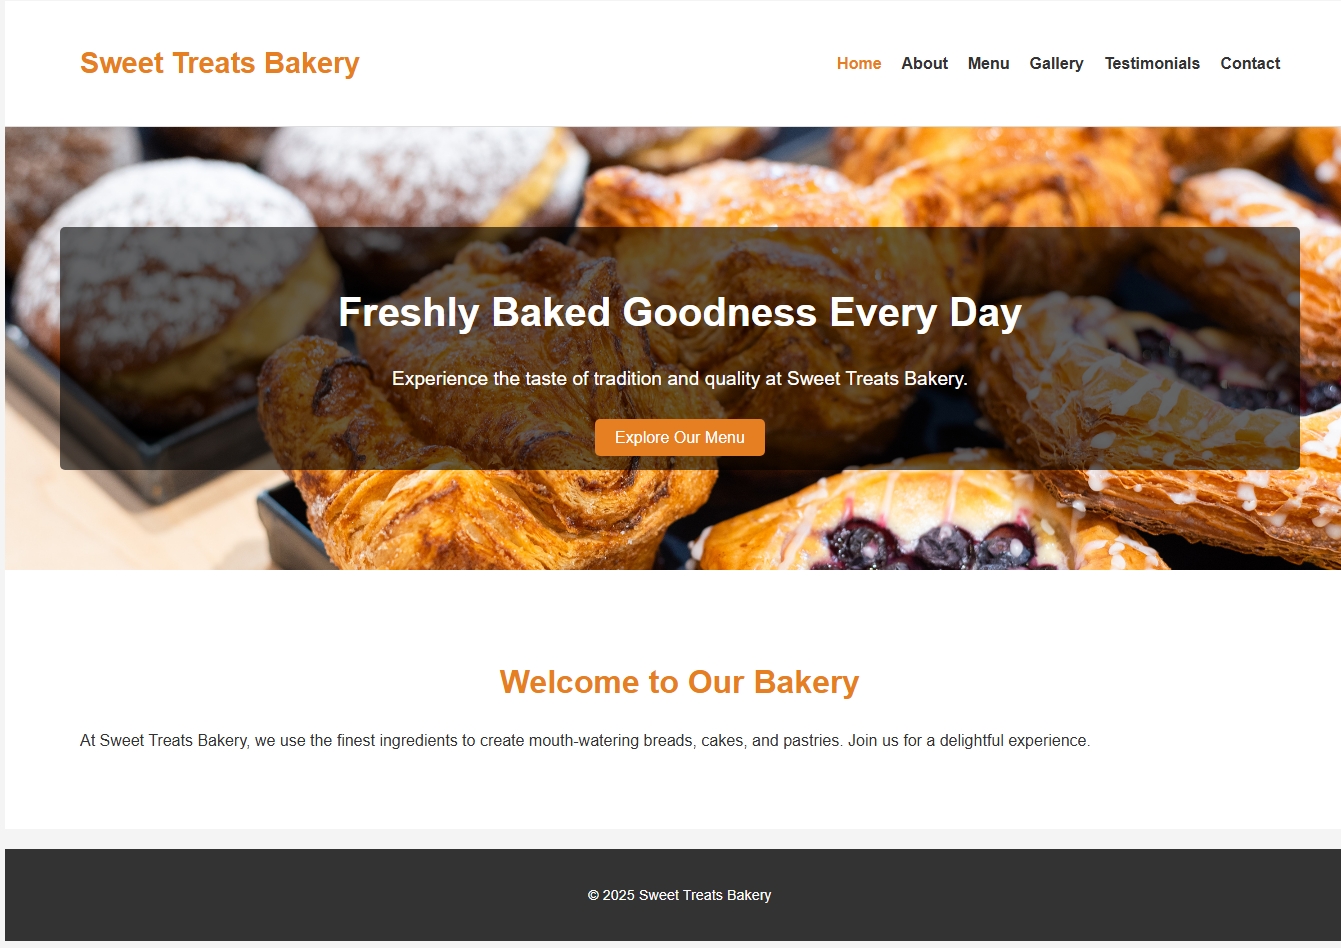 Sweet Treats Bakery
Home About Menu Gallery Testimonials Contact
Freshly Baked Goodness Every Day
Experience the taste of tradition and quality at Sweet Treats Bakery.
Explore Our Menu
Welcome to Our Bakery
At Sweet Treats Bakery, we use the finest ingredients to create mouth-watering breads, cakes, and pastries. Join us for a delightful experience.
© 2025 Sweet Treats Bakery